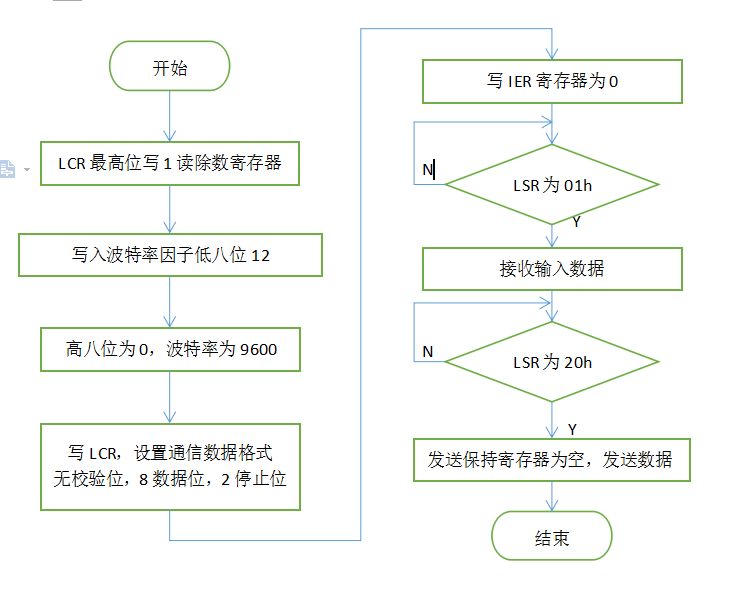 开始
LCR 最高位写 1 读除数寄存器
写入波特率因子低八位 12
高八位为 0，波特率为 9600
写 LCR，设置通信数据格式
无校验位，8 数据位，2 停止位
写 IER 寄存器为 0
N
LSR 为 01h
Y
接收输入数据
N
LSR 为 20h
Y
发送保持寄存器为空，发送数据
结束